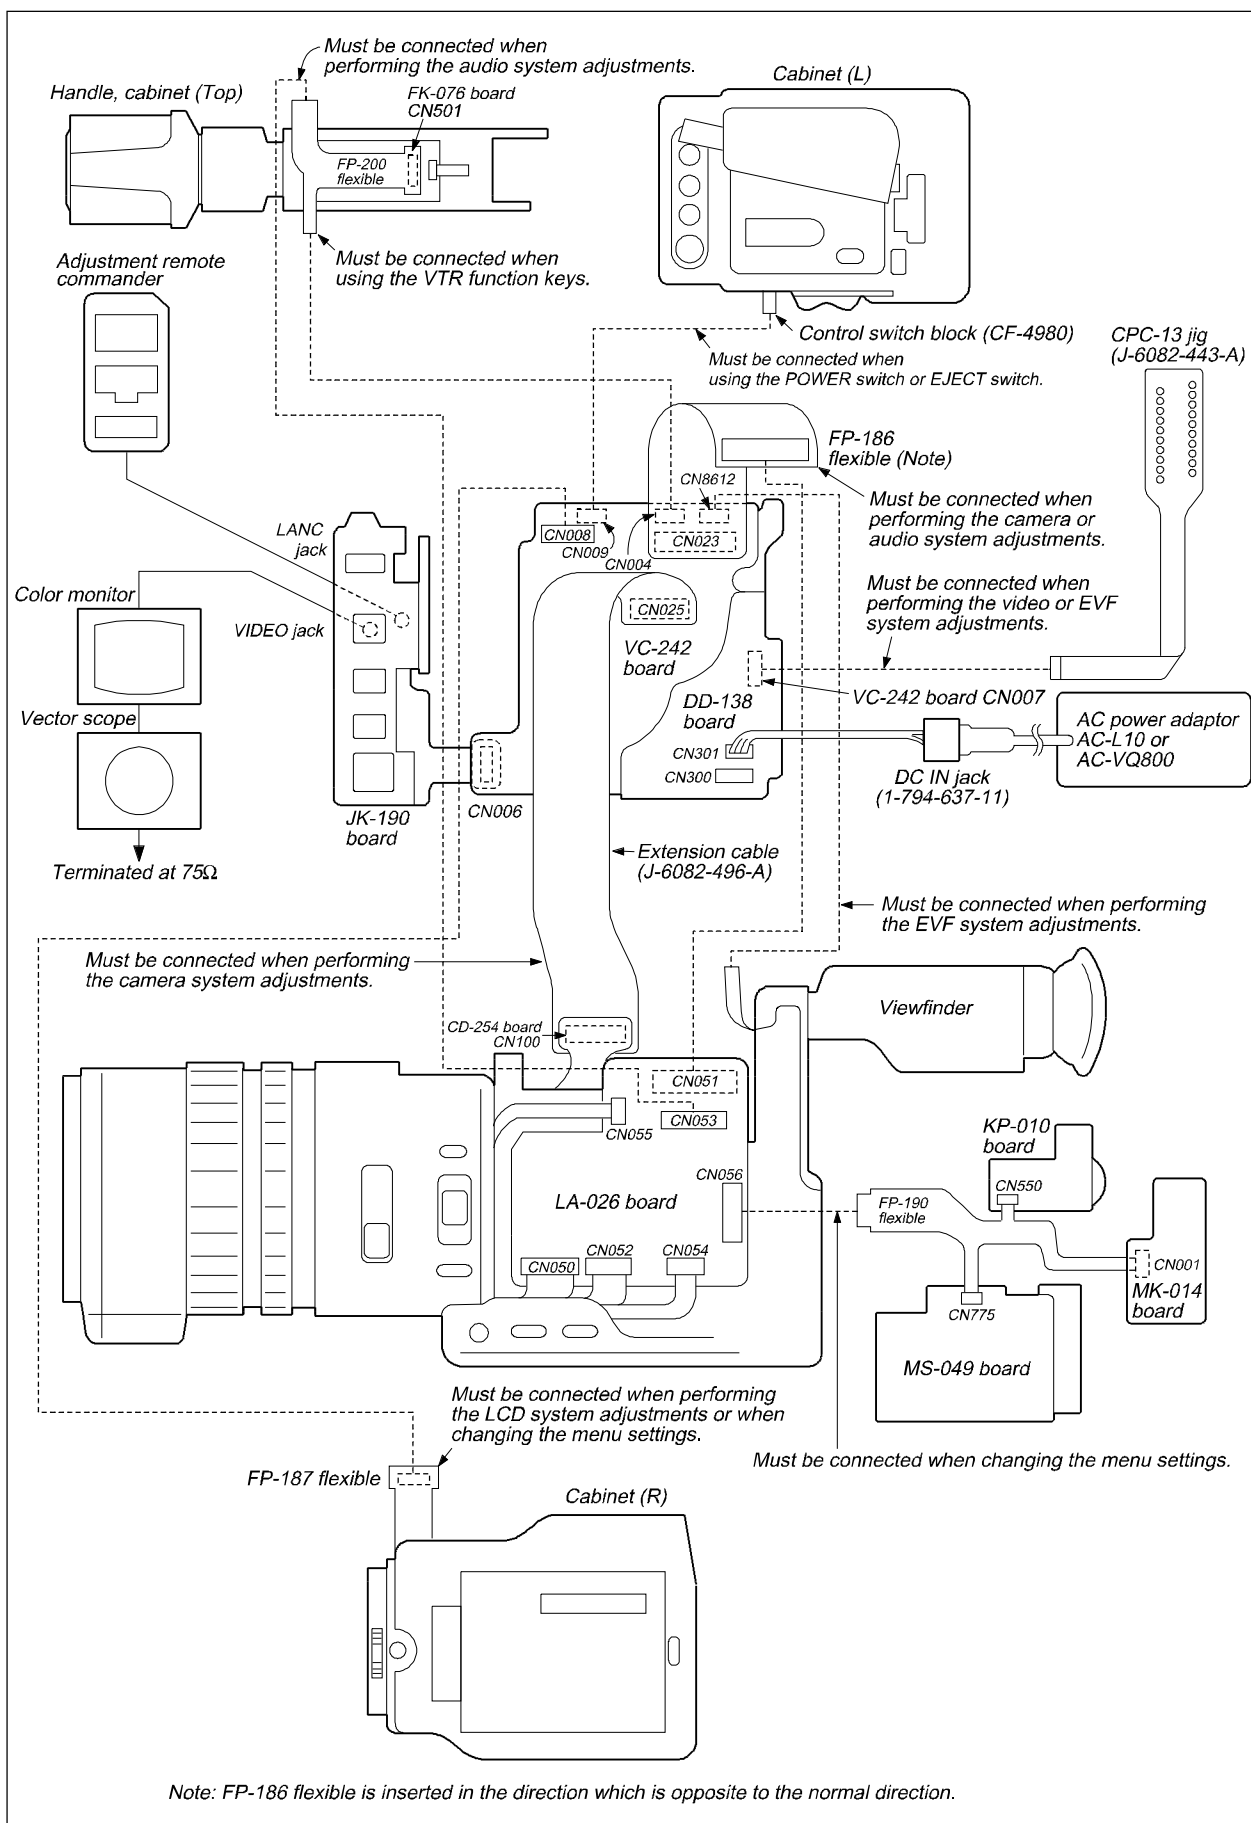 Must be connected when
performing the audio system adjustments.
Handle, cabinet (Top)
FK-076 board
CN501
FP-200
flexible
Cabinet (L)
Must be connected when
using the VTR function keys.
Adjustment remote
commander
Control switch block (CF-4980)
Must be connected when
using the POWER switch or EJECT switch.
CPC-13 jig
(J-6082-443-A)
FP-186
flexible (Note)
CN8612
Must be connected when
performing the camera or
audio system adjustments.
LANC
jack
CN008
CN009
CN004
CN023
Must be connected when
performing the video or EVF
system adjustments.
Color monitor
VIDEO jack
CN025
VC-242
board
VC-242 board CN007
DD-138
board
Vector scope
CN301
CN300
AC power adaptor
AC-L10 or
AC-VQ800
DC IN jack
(1-794-637-11)
CN006
JK-190
board
Terminated at 75Ω
Extension cable
(J-6082-496-A)
Must be connected when performing
the EVF system adjustments.
Must be connected when performing
the camera system adjustments.
Viewfinder
CD-254 board
CN100
CN051
CN053
CN055
KP-010
board
CN056
CN550
LA-026 board
FP-190
flexible
CN050
CN052
CN054
CN001
MK-014
board
CN775
MS-049 board
Must be connected when performing
the LCD system adjustments or when
changing the menu settings.
Must be connected when changing the menu settings.
FP-187 flexible
Cabinet (R)
Note: FP-186 flexible is inserted in the direction which is opposite to the normal direction.